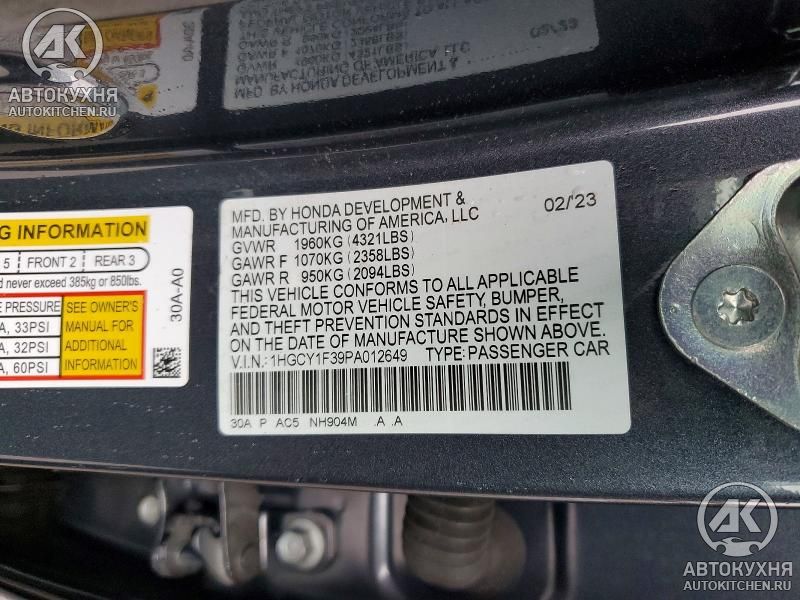 АВТОКУХНЯ
AUTOKITCHEN.RU
MFD. BY HONDA DEVELOPMENT &
MANUFACTURING OF AMERICA, LLC 02/'23
GVWR 1960KG (4321LBS)
GAWR F 1070KG (2358LBS)
GAWR R 950KG (2094LBS)
THIS VEHICLE CONFORMS TO ALL APPLICABLE
FEDERAL MOTOR VEHICLE SAFETY, BUMPER,
AND THEFT PREVENTION STANDARDS IN EFFECT
ON THE DATE OF MANUFACTURE SHOWN ABOVE.
V.I.N.: 1HGCY1F39PA012649 TYPE: PASSENGER CAR
30A P AC5 NH904M .A .A
G INFORMATION
5 FRONT 2 REAR 3
d never exceed 385kg or 850lbs.
PRESSURE SEE OWNER'S
A, 33PSI MANUAL FOR
A, 32PSI ADDITIONAL
A, 60PSI INFORMATION
30A-A0
АК
АВТОКУХНЯ
AUTOKITCHEN.RU